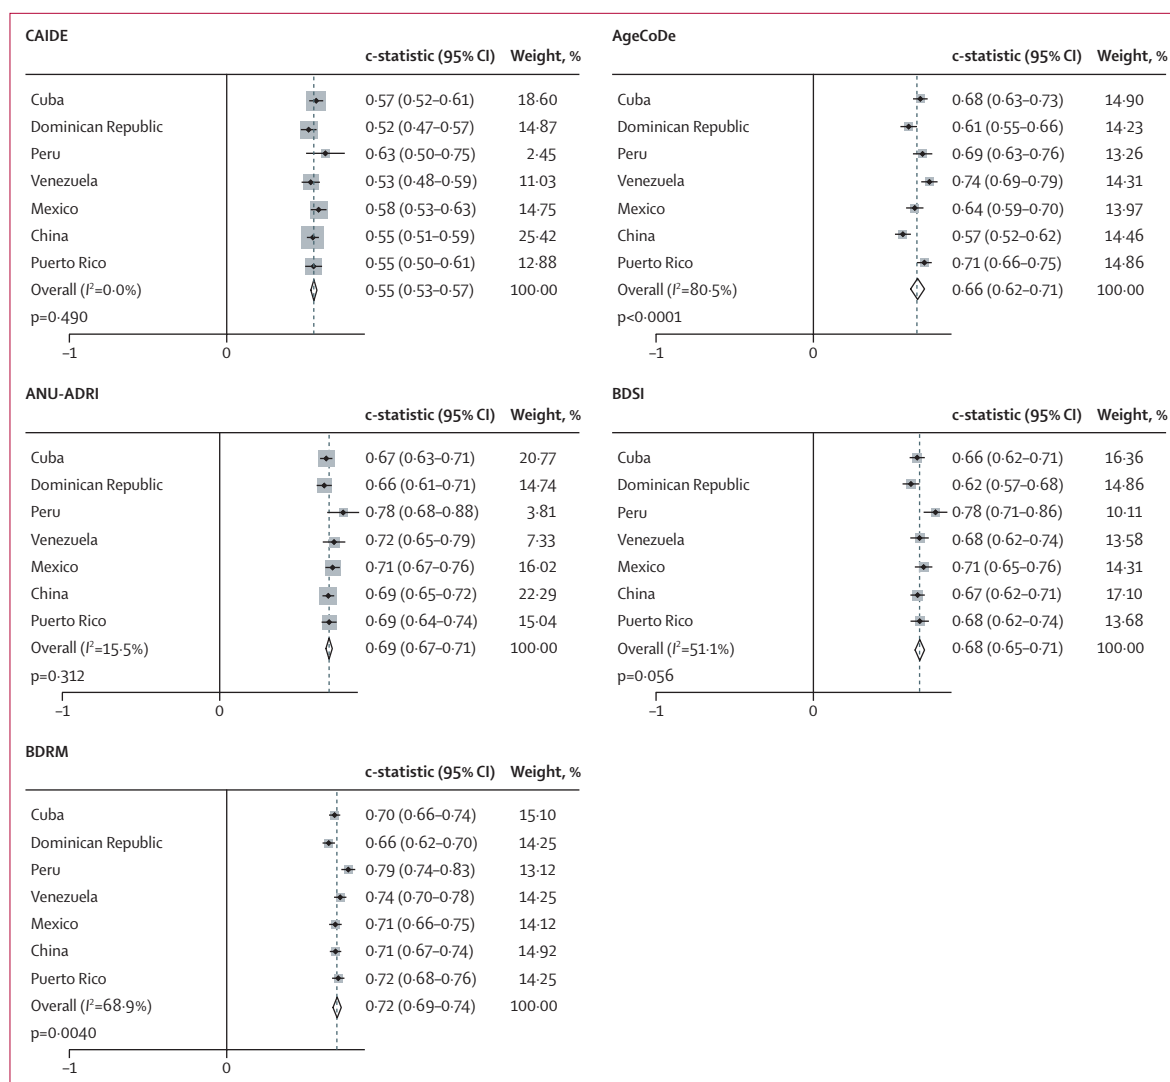 CAIDE
c-statistic (95% CI) Weight, %
Cuba 0·57 (0·52–0·61) 18·60
Dominican Republic 0·52 (0·47–0·57) 14·87
Peru 0·63 (0·50–0·75) 2·45
Venezuela 0·53 (0·48–0·59) 11·03
Mexico 0·58 (0·53–0·63) 14·75
China 0·55 (0·51–0·59) 25·42
Puerto Rico 0·55 (0·50–0·61) 12·88
Overall (I²=0·0%) 0·55 (0·53–0·57) 100·00
p=0·490
–1 0
AgeCoDe
c-statistic (95% CI) Weight, %
Cuba 0·68 (0·63–0·73) 14·90
Dominican Republic 0·61 (0·55–0·66) 14·23
Peru 0·69 (0·63–0·76) 13·26
Venezuela 0·74 (0·69–0·79) 14·31
Mexico 0·64 (0·59–0·70) 13·97
China 0·57 (0·52–0·62) 14·46
Puerto Rico 0·71 (0·66–0·75) 14·86
Overall (I²=80·5%) 0·66 (0·62–0·71) 100·00
p<0·0001
–1 0
ANU-ADRI
c-statistic (95% CI) Weight, %
Cuba 0·67 (0·63–0·71) 20·77
Dominican Republic 0·66 (0·61–0·71) 14·74
Peru 0·78 (0·68–0·88) 3·81
Venezuela 0·72 (0·65–0·79) 7·33
Mexico 0·71 (0·67–0·76) 16·02
China 0·69 (0·65–0·72) 22·29
Puerto Rico 0·69 (0·64–0·74) 15·04
Overall (I²=15·5%) 0·69 (0·67–0·71) 100·00
p=0·312
–1 0
BDSI
c-statistic (95% CI) Weight, %
Cuba 0·66 (0·62–0·71) 16·36
Dominican Republic 0·62 (0·57–0·68) 14·86
Peru 0·78 (0·71–0·86) 10·11
Venezuela 0·68 (0·62–0·74) 13·58
Mexico 0·71 (0·65–0·76) 14·31
China 0·67 (0·62–0·71) 17·10
Puerto Rico 0·68 (0·62–0·74) 13·68
Overall (I²=51·1%) 0·68 (0·65–0·71) 100·00
p=0·056
–1 0
BDRM
c-statistic (95% CI) Weight, %
Cuba 0·70 (0·66–0·74) 15·10
Dominican Republic 0·66 (0·62–0·70) 14·25
Peru 0·79 (0·74–0·83) 13·12
Venezuela 0·74 (0·70–0·78) 14·25
Mexico 0·71 (0·66–0·75) 14·12
China 0·71 (0·67–0·74) 14·92
Puerto Rico 0·72 (0·68–0·76) 14·25
Overall (I²=68·9%) 0·72 (0·69–0·74) 100·00
p=0·0040
–1 0